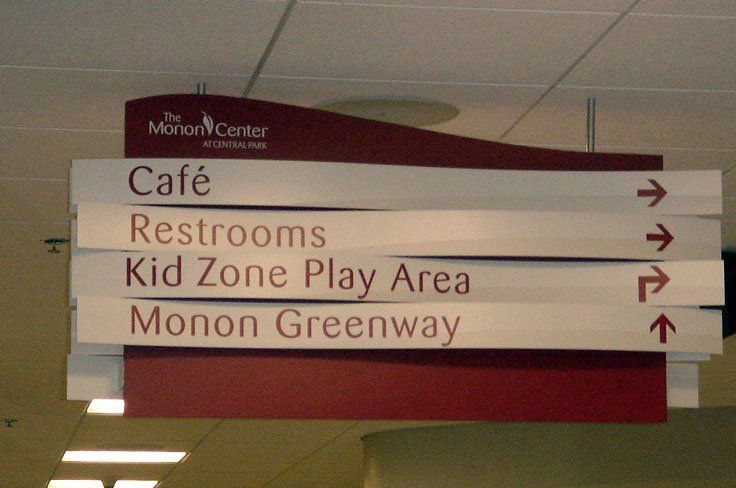 The
Monon Center
AT CENTRAL PARK
Café
Restrooms
Kid Zone Play Area
Monon Greenway